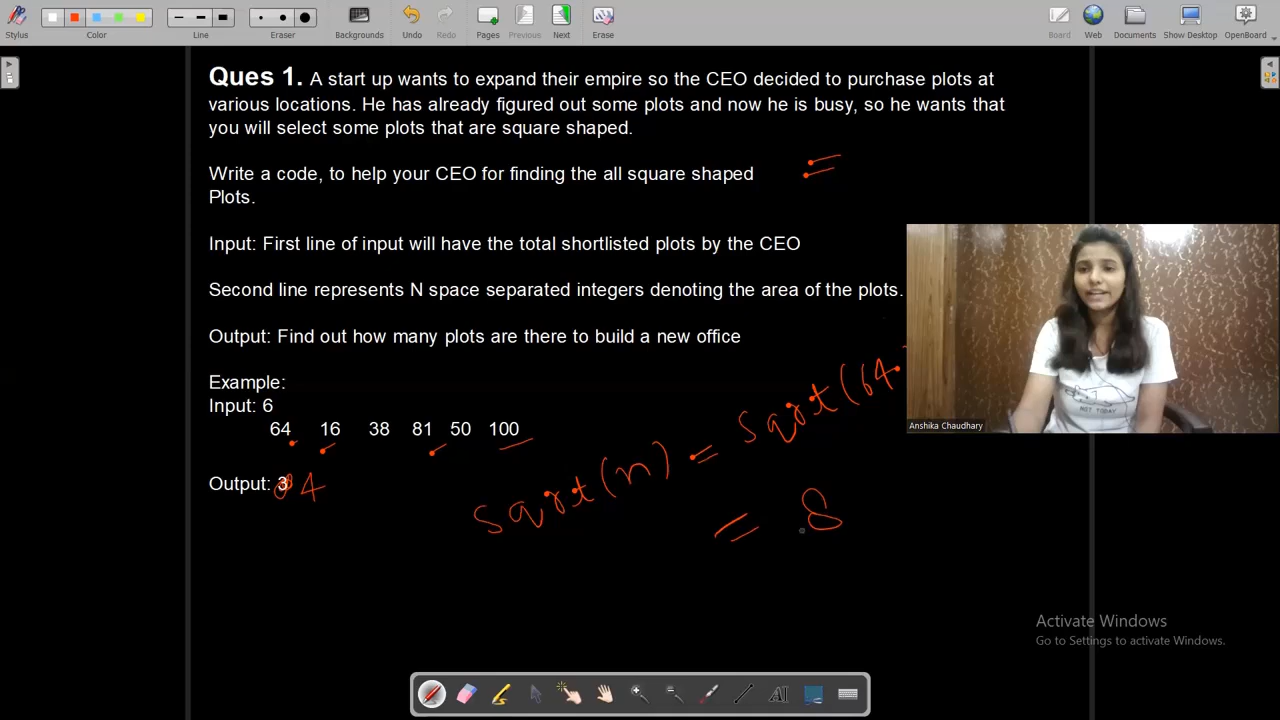 Stylus Color Line Eraser Backgrounds Undo Redo Pages Previous Next Erase Board Web Documents Show Desktop OpenBoard
Ques 1. A start up wants to expand their empire so the CEO decided to purchase plots at
various locations. He has already figured out some plots and now he is busy, so he wants that
you will select some plots that are square shaped.
Write a code, to help your CEO for finding the all square shaped
Plots.
=
Input: First line of input will have the total shortlisted plots by the CEO
Second line represents N space separated integers denoting the area of the plots.
Output: Find out how many plots are there to build a new office
Example:
Input: 6
64 16 38 81 50 100
Output: 3
4
sqrt(n) = sqrt(64
= 8
Anshika Chaudhary
Activate Windows
Go to Settings to activate Windows.
AI